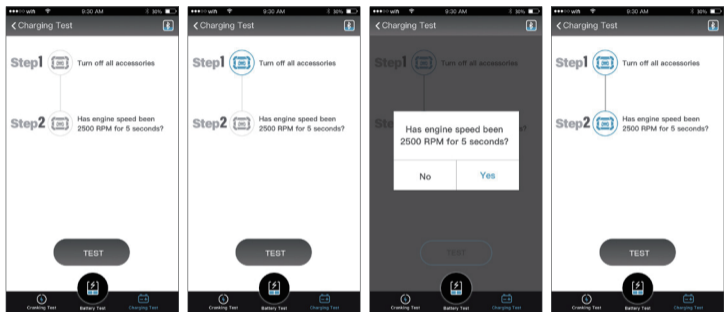 ●●●○○ wifi 9:30 AM 30%
Charging Test
Step1 Turn off all accessories
Step2 Has engine speed been
2500 RPM for 5 seconds?
TEST
Cranking Test Battery Test Charging Test
●●●○○ wifi 9:30 AM 30%
Charging Test
Step1 Turn off all accessories
Step2 Has engine speed been
2500 RPM for 5 seconds?
TEST
Cranking Test Battery Test Charging Test
●●●○○ wifi 9:30 AM 30%
Charging Test
Step1 Turn off all accessories
Ste
Has engine speed been
2500 RPM for 5 seconds?
s?
No Yes
TEST
Cranking Test Battery Test Charging Test
●●●○○ wifi 9:30 AM 30%
Charging Test
Step1 Turn off all accessories
Step2 Has engine speed been
2500 RPM for 5 seconds?
TEST
Cranking Test Battery Test Charging Test